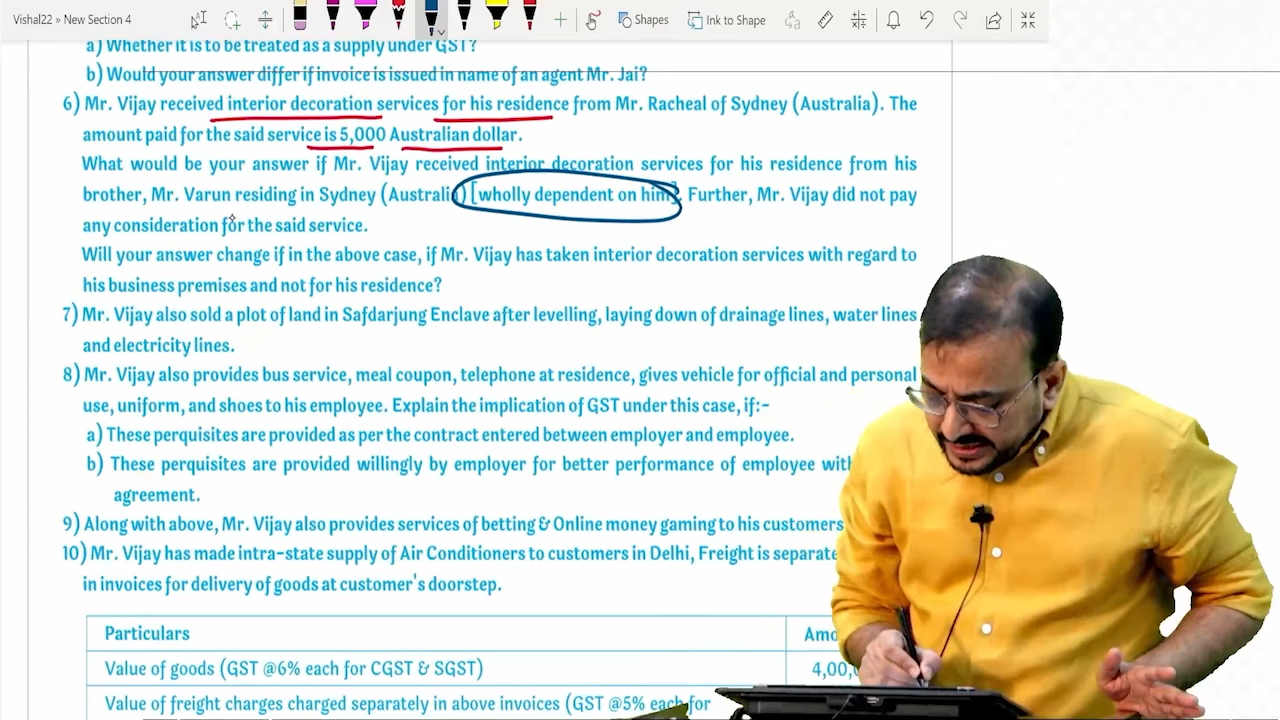 Vishal22 » New Section 4
Shapes
Ink to Shape
a) Whether it is to be treated as a supply under GST?
b) Would your answer differ if invoice is issued in name of an agent Mr. Jai?
6) Mr. Vijay received interior decoration services for his residence from Mr. Racheal of Sydney (Australia). The
amount paid for the said service is 5,000 Australian dollar.
What would be your answer if Mr. Vijay received interior decoration services for his residence from his
brother, Mr. Varun residing in Sydney (Australia) [wholly dependent on him]. Further, Mr. Vijay did not pay
any consideration for the said service.
Will your answer change if in the above case, if Mr. Vijay has taken interior decoration services with regard to
his business premises and not for his residence?
7) Mr. Vijay also sold a plot of land in Safdarjung Enclave after levelling, laying down of drainage lines, water lines
and electricity lines.
8) Mr. Vijay also provides bus service, meal coupon, telephone at residence, gives vehicle for official and personal
use, uniform, and shoes to his employee. Explain the implication of GST under this case, if:-
a) These perquisites are provided as per the contract entered between employer and employee.
b) These perquisites are provided willingly by employer for better performance of employee
agreement.
9) Along with above, Mr. Vijay also provides services of betting & Online money gaming to his customers
10) Mr. Vijay has made intra-state supply of Air Conditioners to customers in Delhi, Freight is
in invoices for delivery of goods at customer's doorstep.
Particulars
Value of goods (GST @6% each for CGST & SGST)
Value of freight charges charged separately in above invoices (GST @5% each for